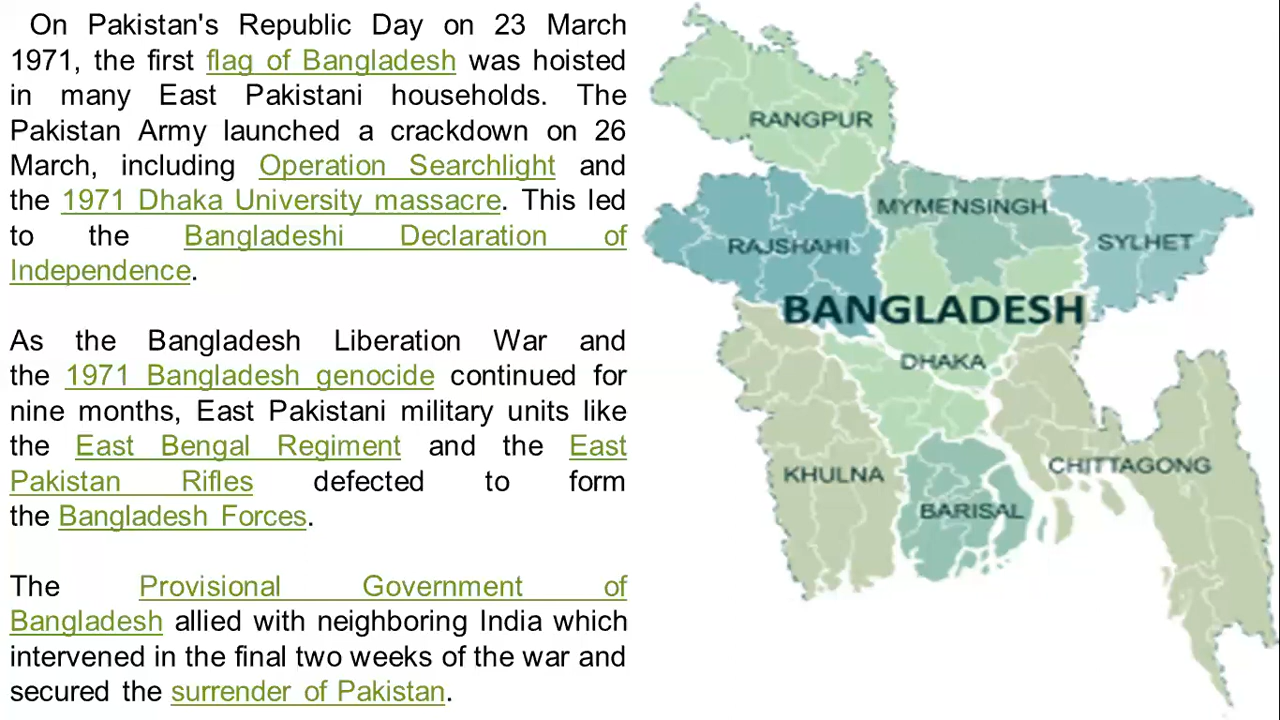 On Pakistan's Republic Day on 23 March
1971, the first flag of Bangladesh was hoisted
in many East Pakistani households. The
Pakistan Army launched a crackdown on 26
March, including Operation Searchlight and
the 1971 Dhaka University massacre. This led
to the Bangladeshi Declaration of
Independence.
As the Bangladesh Liberation War and
the 1971 Bangladesh genocide continued for
nine months, East Pakistani military units like
the East Bengal Regiment and the East
Pakistan Rifles defected to form
the Bangladesh Forces.
The Provisional Government of
Bangladesh allied with neighboring India which
intervened in the final two weeks of the war and
secured the surrender of Pakistan.
RANGPUR
MYMENSINGH
RAJSHAHI
SYLHET
BANGLADESH
DHAKA
KHULNA
CHITTAGONG
BARISAL